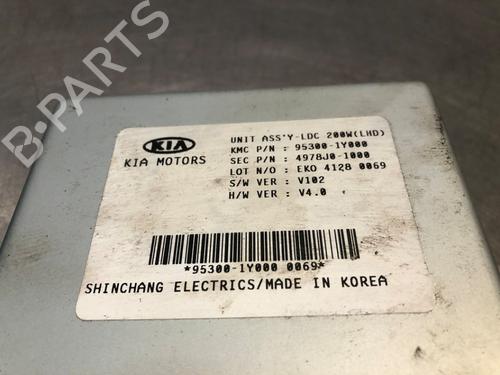 KIA
KIA MOTORS
UNIT ASS'Y-LDC 200W(LHD)
KMC P/N : 95300-1Y000
SEC P/N : 4978J0-1000
LOT N/O : EKO 4128 0069
S/W VER : V102
H/W VER : V4.0
*95300-1Y000 0069*
SHINCHANG ELECTRICS/MADE IN KOREA
B-PARTS